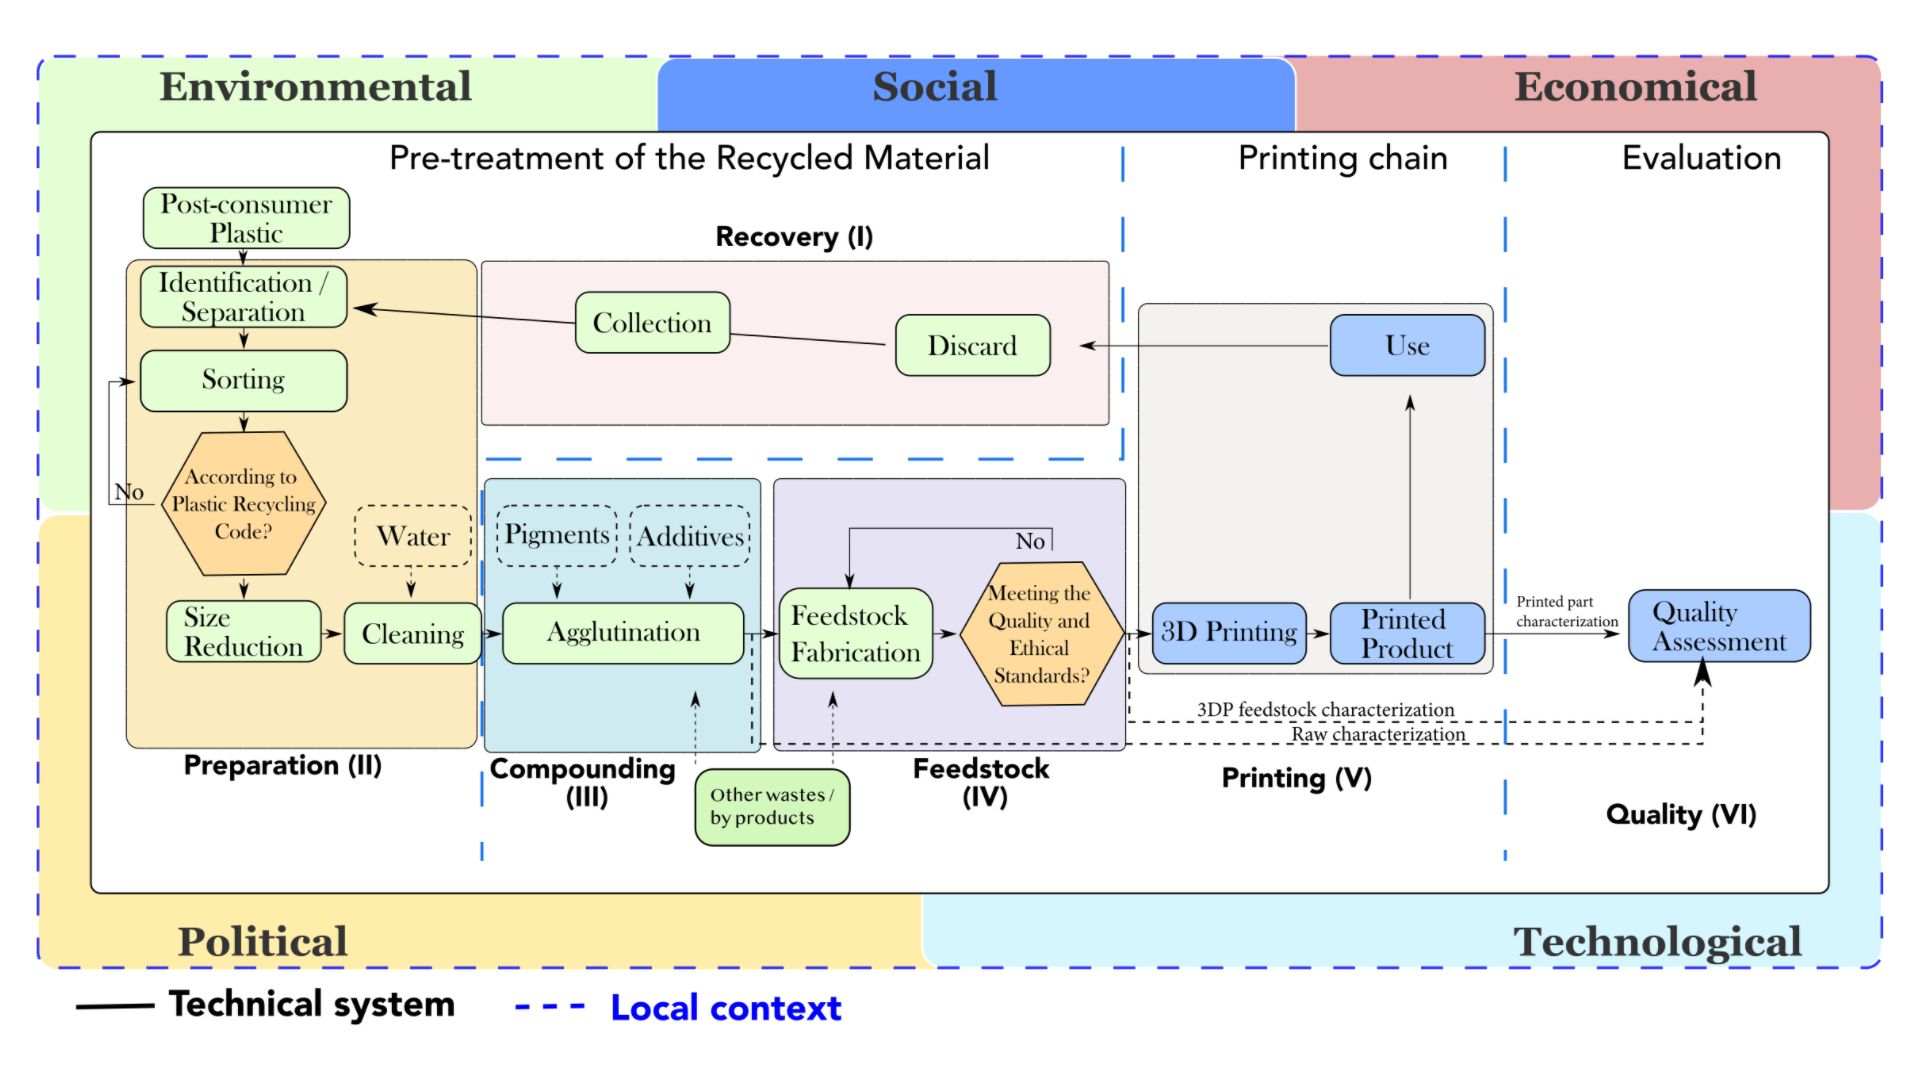 Environmental
Social
Economical
Pre-treatment of the Recycled Material
Printing chain
Evaluation
Post-consumer
Plastic
Recovery (I)
Identification /
Separation
Collection
Discard
Use
Sorting
According to
Plastic Recycling
Code?
No
Water
Pigments
Additives
No
Size
Reduction
Cleaning
Agglutination
Feedstock
Fabrication
Meeting the
Quality and
Ethical
Standards?
3D Printing
Printed
Product
Printed part
characterization
Quality
Assessment
3DP feedstock characterization
Raw characterization
Preparation (II)
Compounding
(III)
Feedstock
(IV)
Printing (V)
Other wastes /
by products
Quality (VI)
Political
Technological
Technical system
Local context